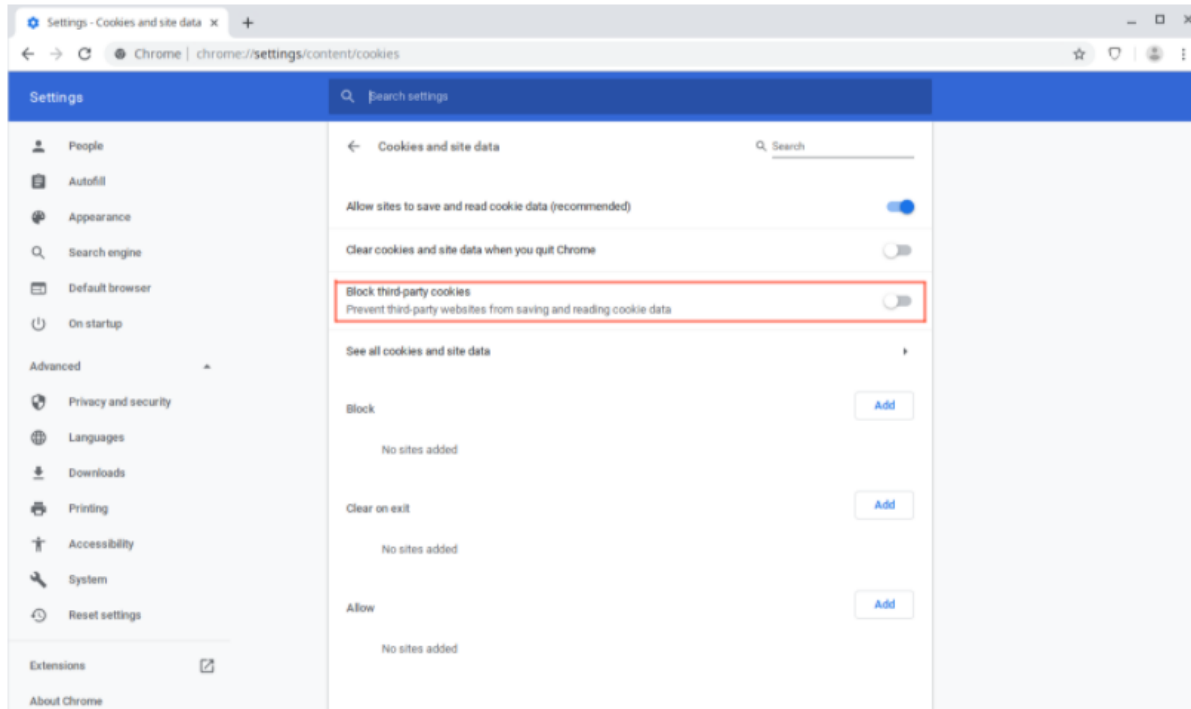 Settings - Cookies and site data
Chrome | chrome://settings/content/cookies
Settings
Search settings
People
Autofill
Appearance
Search engine
Default browser
On startup
Advanced
Privacy and security
Languages
Downloads
Printing
Accessibility
System
Reset settings
Extensions
About Chrome
Cookies and site data
Search
Allow sites to save and read cookie data (recommended)
Clear cookies and site data when you quit Chrome
Block third-party cookies
Prevent third-party websites from saving and reading cookie data
See all cookies and site data
Block
Add
No sites added
Clear on exit
Add
No sites added
Allow
Add
No sites added